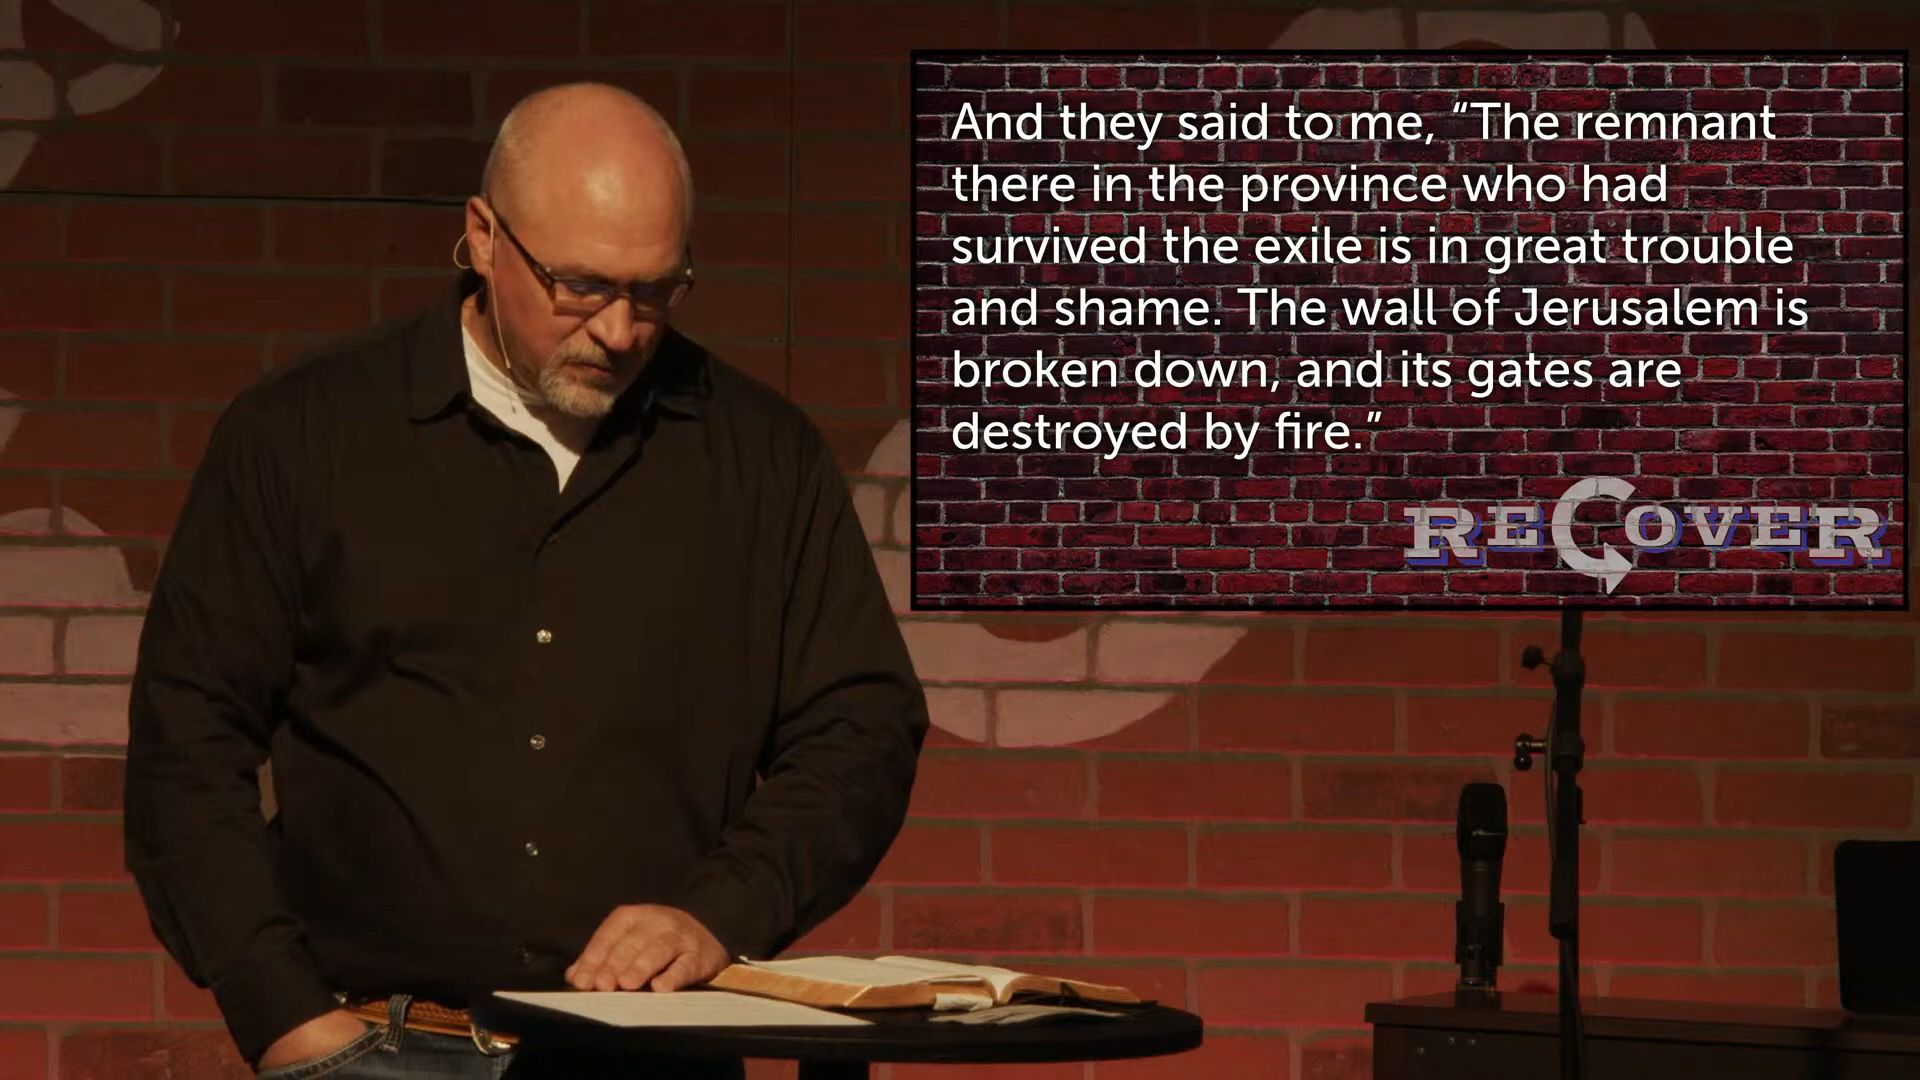 And they said to me, “The remnant
there in the province who had
survived the exile is in great trouble
and shame. The wall of Jerusalem is
broken down, and its gates are
destroyed by fire.”
RECOVER